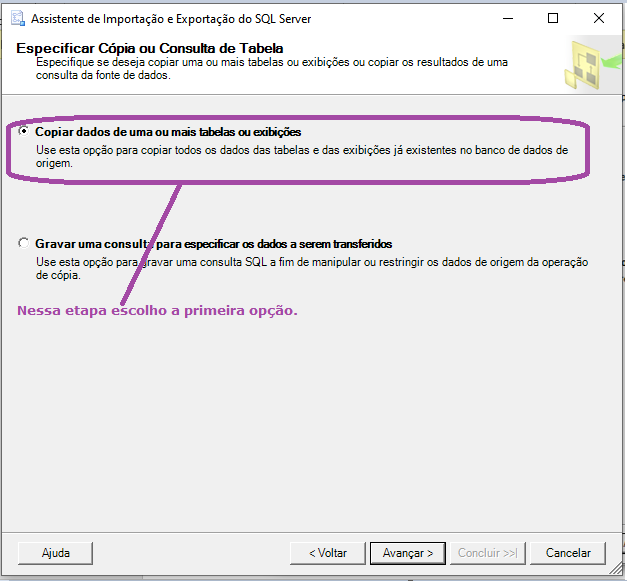 Assistente de Importação e Exportação do SQL Server
Especificar Cópia ou Consulta de Tabela
Especifique se deseja copiar uma ou mais tabelas ou exibições ou copiar os resultados de uma
consulta da fonte de dados.
Copiar dados de uma ou mais tabelas ou exibições
Use esta opção para copiar todos os dados das tabelas e das exibições já existentes no banco de dados de
origem.
Gravar uma consulta para especificar os dados a serem transferidos
Use esta opção para gravar uma consulta SQL a fim de manipular ou restringir os dados de origem da operação
de cópia.
Nessa etapa escolho a primeira opção.
Ajuda
< Voltar
Avançar >
Concluir >>|
Cancelar